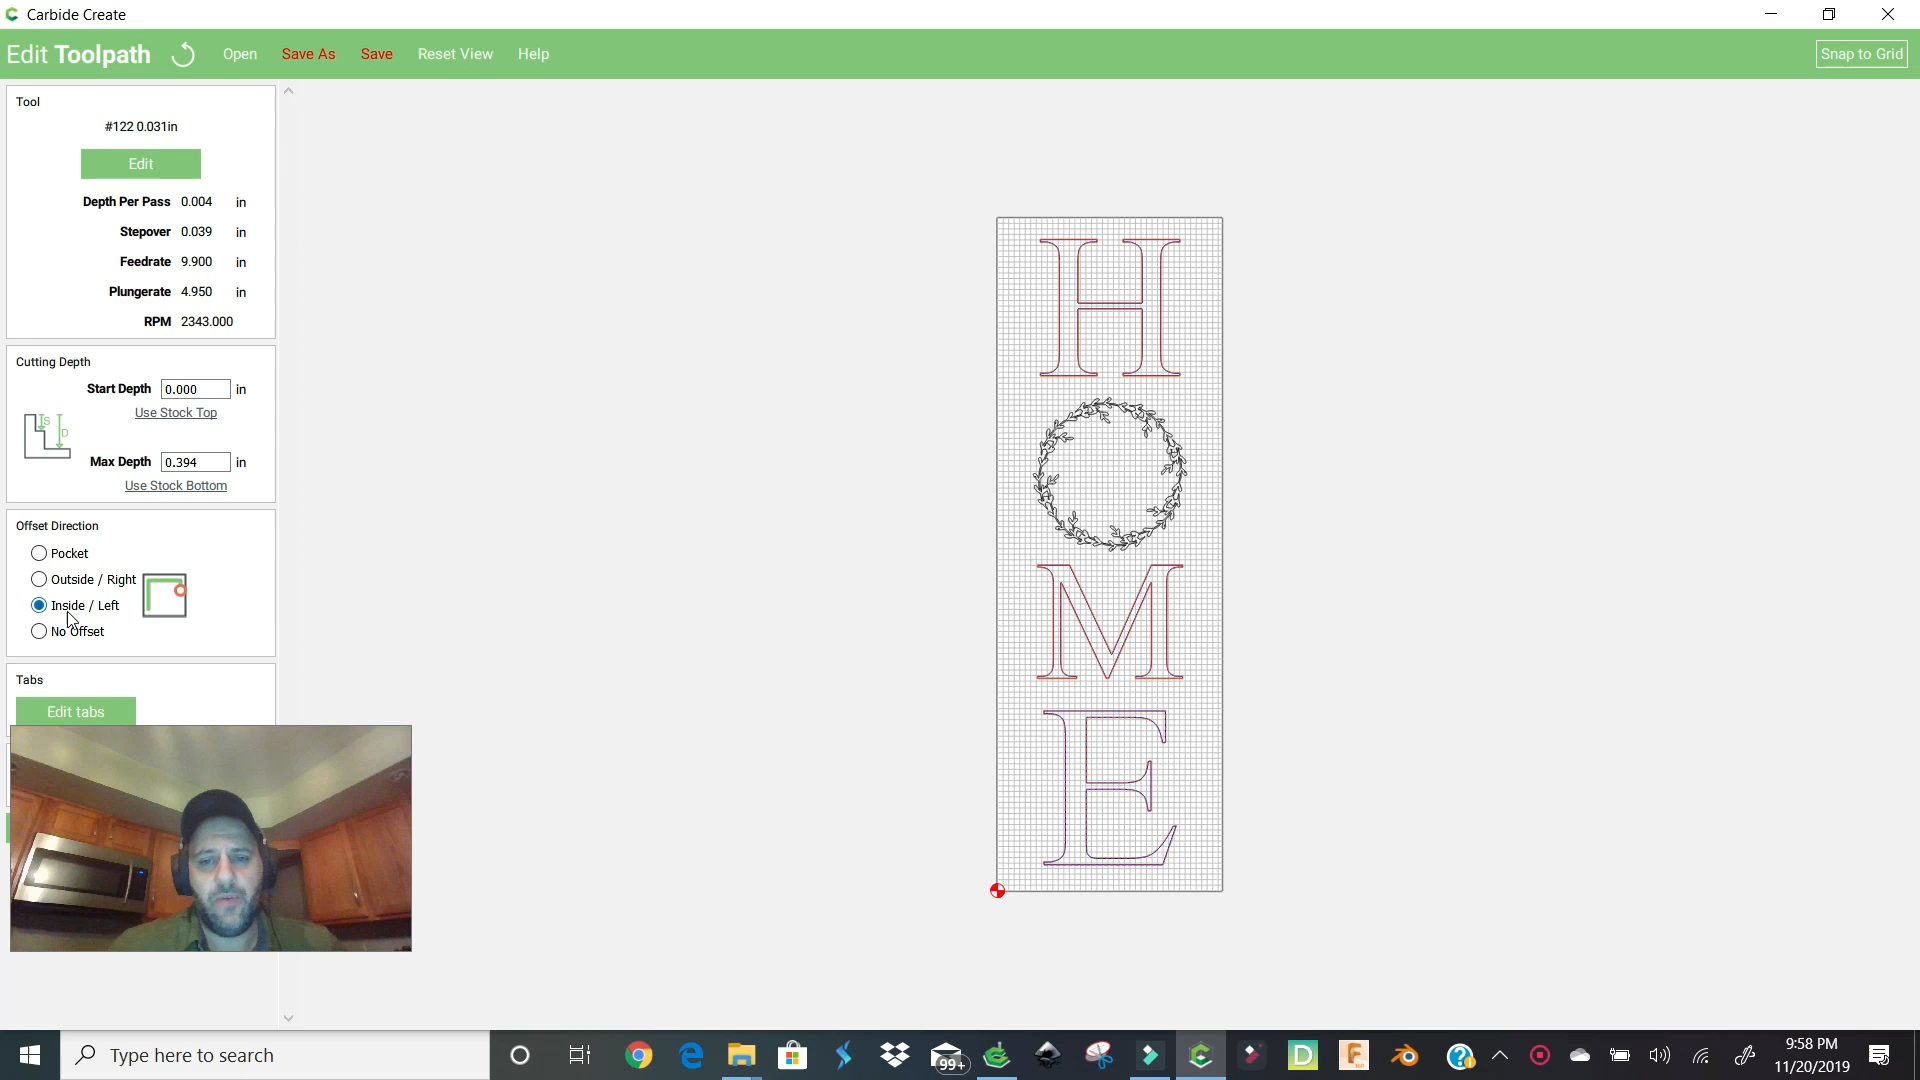 Carbide Create
Edit Toolpath Open Save As Save Reset View Help Snap to Grid
Tool
#122 0.031in
Edit
Depth Per Pass 0.004 in
Stepover 0.039 in
Feedrate 9.900 in
Plungerate 4.950 in
RPM 2343.000
Cutting Depth
Start Depth 0.000 in
Use Stock Top
S
D
Max Depth 0.394 in
Use Stock Bottom
Offset Direction
Pocket
Outside / Right
Inside / Left
No Offset
Tabs
Edit tabs
H
M
E
Type here to search
99+
D
F
9:58 PM
11/20/2019